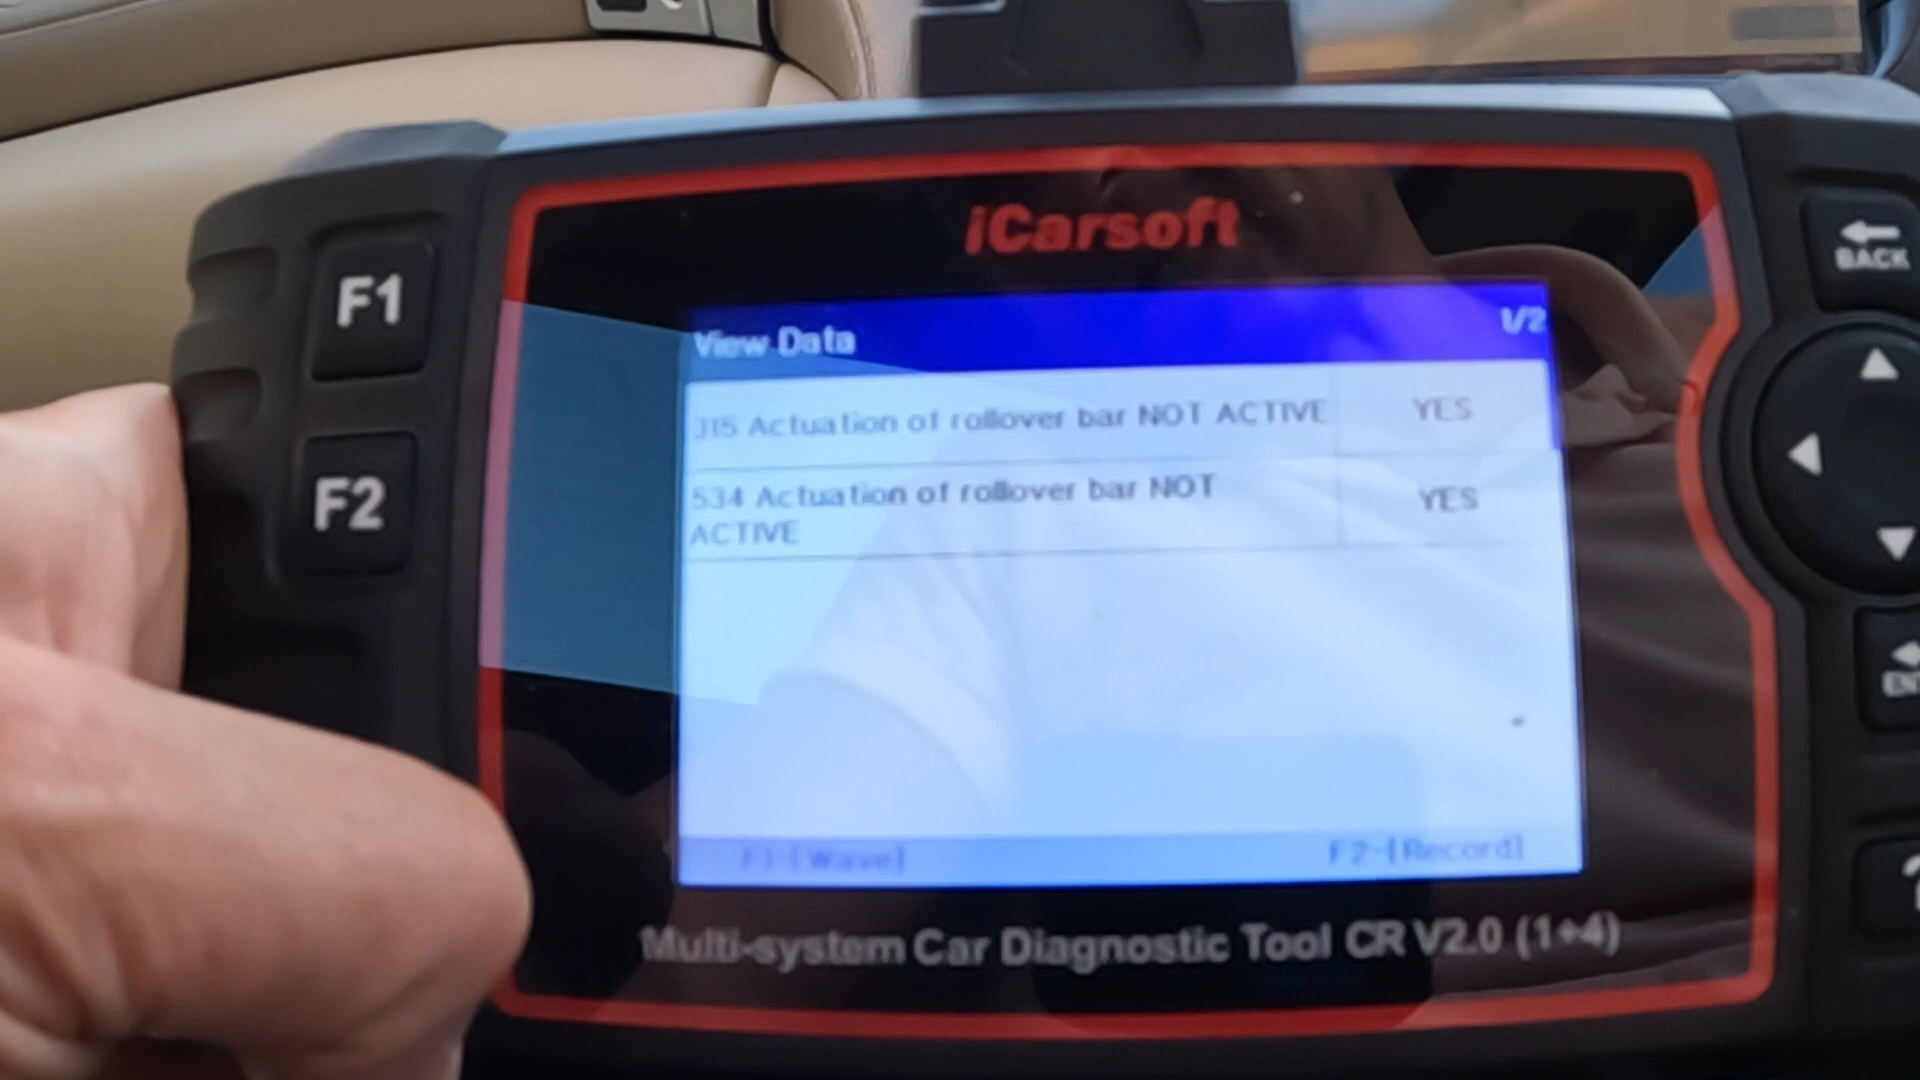 iCarsoft
F1
BACK
View Data 1/2
315 Actuation of rollover bar NOT ACTIVE YES
F2
534 Actuation of rollover bar NOT YES
ACTIVE
F1-[Wave] F2-[Record]
Multi-system Car Diagnostic Tool CR V2.0 (1+4)